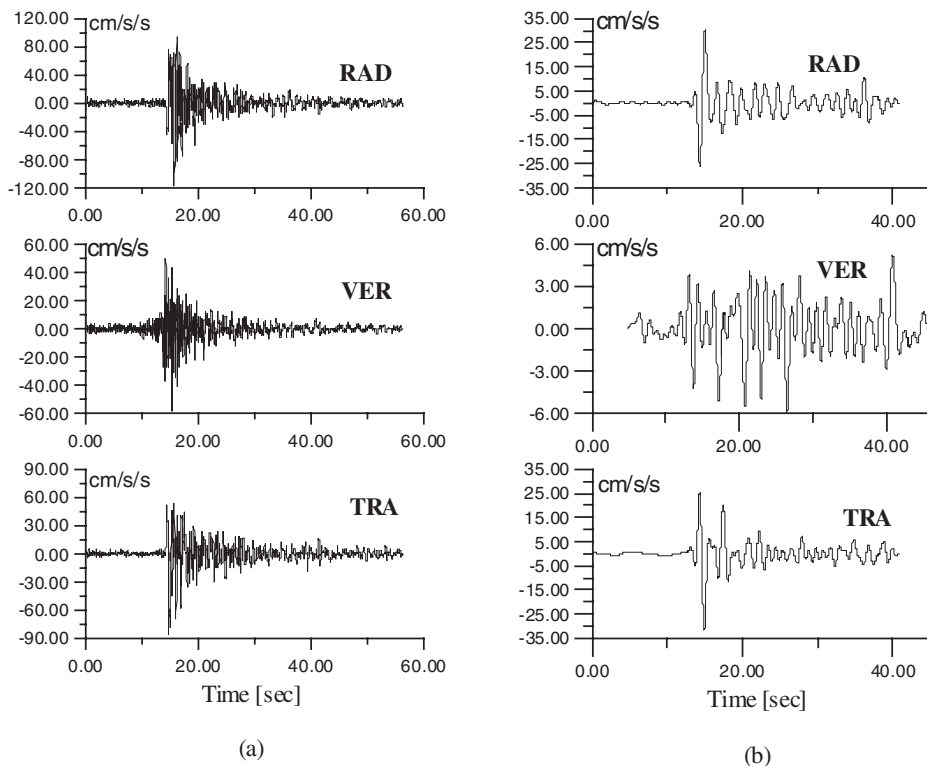 120.00
cm/s/s
80.00
RAD
40.00
0.00
-40.00
-80.00
-120.00
0.00 20.00 40.00 60.00
60.00
cm/s/s
40.00
VER
20.00
0.00
-20.00
-40.00
-60.00
0.00 20.00 40.00 60.00
90.00
cm/s/s
60.00
TRA
30.00
0.00
-30.00
-60.00
-90.00
0.00 20.00 40.00 60.00
Time [sec]
(a)
35.00
cm/s/s
25.00
RAD
15.00
5.00
-5.00
-15.00
-25.00
-35.00
0.00 20.00 40.00
6.00
cm/s/s
VER
3.00
0.00
-3.00
-6.00
0.00 20.00 40.00
35.00
cm/s/s
25.00
TRA
15.00
5.00
-5.00
-15.00
-25.00
-35.00
0.00 20.00 40.00
Time [sec]
(b)